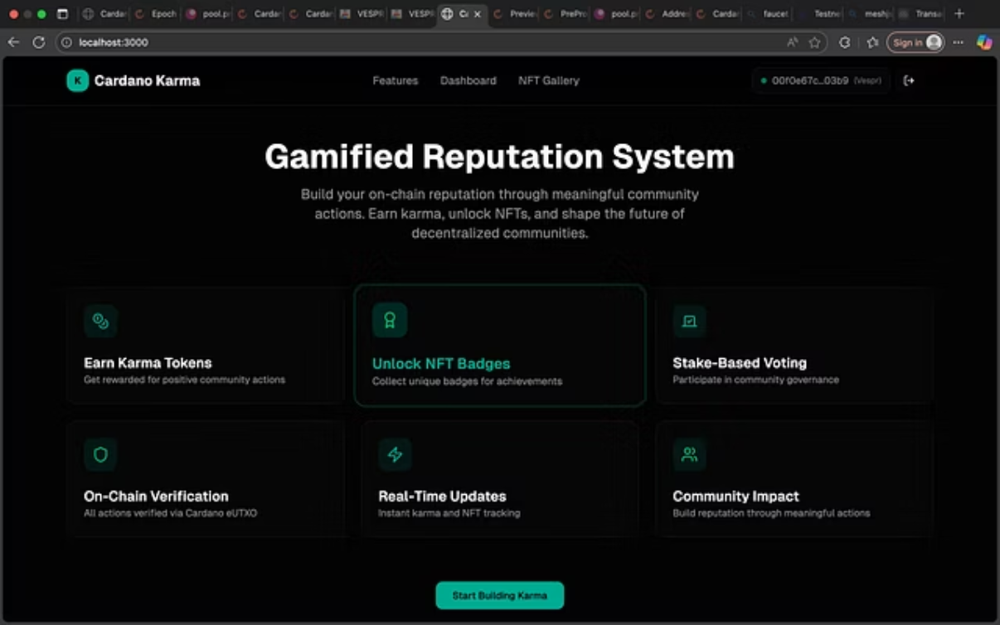 Cardan
Epoch
pool.p
Cardan
Cardan
VESPR
VESPR
Ca
Previe
PrePro
pool.p
Addre
Cardan
faucet
Testne
meshj
Transa
localhost:3000
Sign in
K
Cardano Karma
Features
Dashboard
NFT Gallery
00f0e67c...03b9 (Vespr)
Gamified Reputation System
Build your on-chain reputation through meaningful community
actions. Earn karma, unlock NFTs, and shape the future of
decentralized communities.
Earn Karma Tokens
Get rewarded for positive community actions
Unlock NFT Badges
Collect unique badges for achievements
Stake-Based Voting
Participate in community governance
On-Chain Verification
All actions verified via Cardano eUTXO
Real-Time Updates
Instant karma and NFT tracking
Community Impact
Build reputation through meaningful actions
Start Building Karma